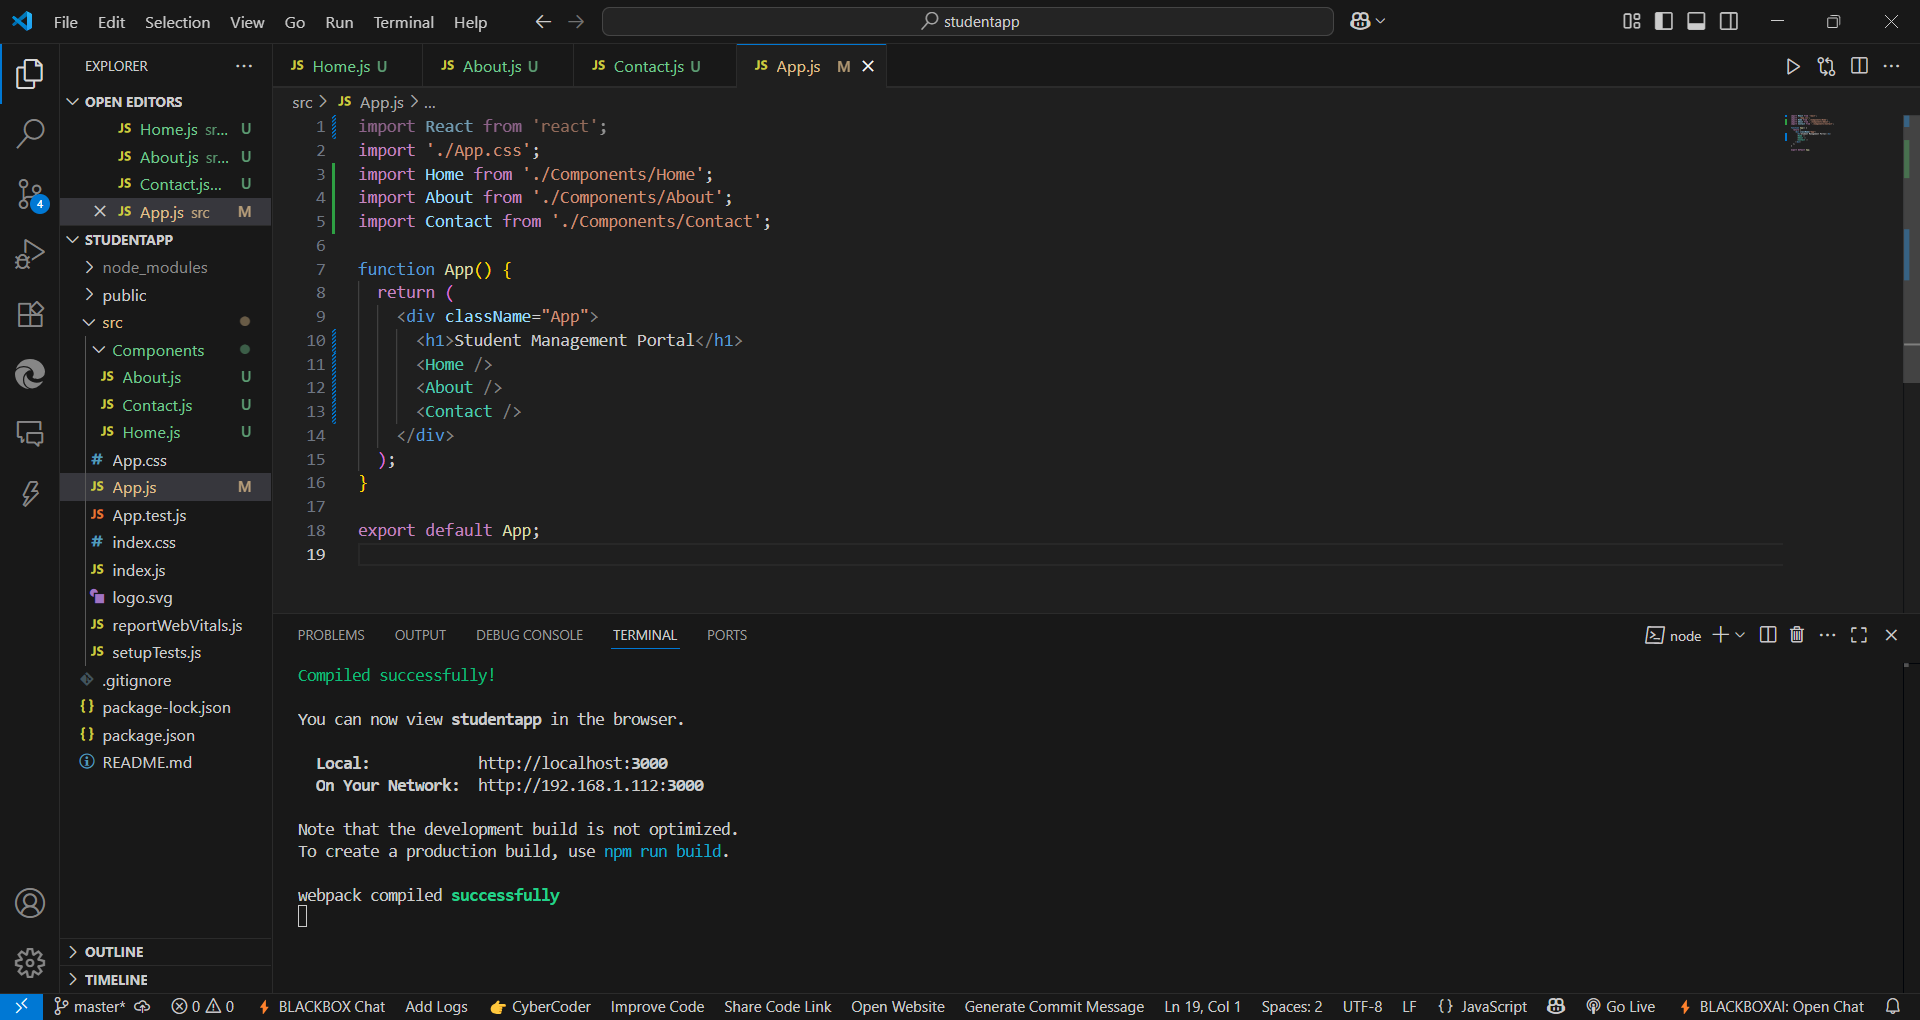 File Edit Selection View Go Run Terminal Help
studentapp
EXPLORER
OPEN EDITORS
JS Home.js sr... U
JS About.js sr... U
JS Contact.js... U
JS App.js src M
STUDENTAPP
node_modules
public
src
Components
JS About.js U
JS Contact.js U
JS Home.js U
# App.css
JS App.js M
JS App.test.js
# index.css
JS index.js
logo.svg
JS reportWebVitals.js
JS setupTests.js
.gitignore
{} package-lock.json
{} package.json
README.md
OUTLINE
TIMELINE
4
JS Home.js U JS About.js U JS Contact.js U JS App.js M
src > JS App.js > ...
1 import React from 'react';
2 import './App.css';
3 import Home from './Components/Home';
4 import About from './Components/About';
5 import Contact from './Components/Contact';
6
7 function App() {
8 return (
9 <div className="App">
10 <h1>Student Management Portal</h1>
11 <Home />
12 <About />
13 <Contact />
14 </div>
15 );
16 }
17
18 export default App;
19
PROBLEMS OUTPUT DEBUG CONSOLE TERMINAL PORTS
node
Compiled successfully!
You can now view studentapp in the browser.
Local: http://localhost:3000
On Your Network: http://192.168.1.112:3000
Note that the development build is not optimized.
To create a production build, use npm run build.
webpack compiled successfully
master* 0 0 BLACKBOX Chat Add Logs CyberCoder Improve Code Share Code Link Open Website Generate Commit Message Ln 19, Col 1 Spaces: 2 UTF-8 LF {} JavaScript Go Live BLACKBOXAI: Open Chat